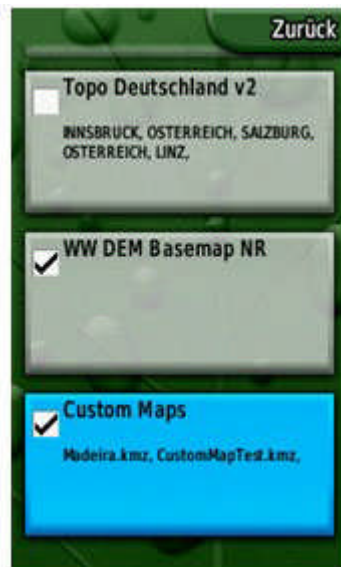 Zurück
Topo Deutschland v2
INNSBRUCK, OSTERREICH, SALZBURG,
OSTERREICH, LINZ,
WW DEM Basemap NR
Custom Maps
Madeira.kmz, CustomMapTest.kmz,